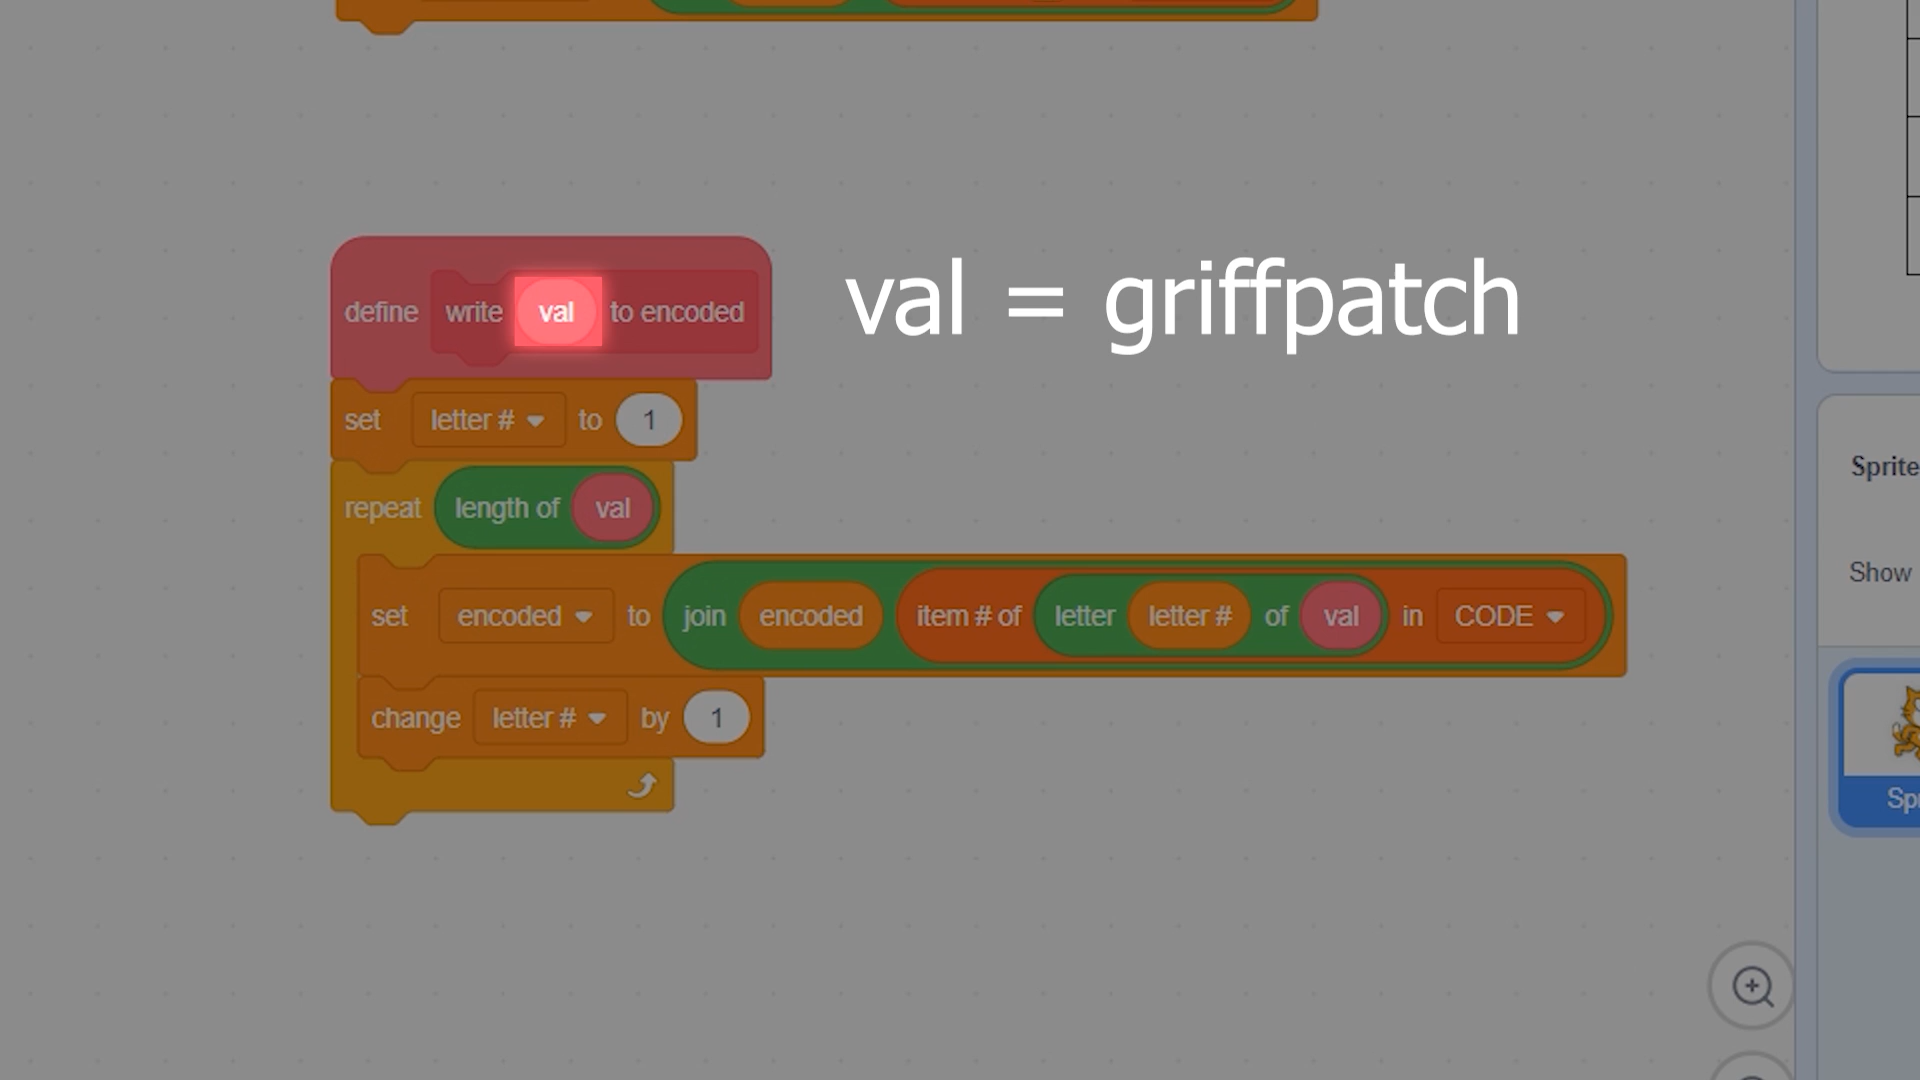 val = griffpatch
define write val to encoded
set letter # to 1
repeat length of val
set encoded to join encoded item # of letter letter # of val in CODE
change letter # by 1
Sprite
Show